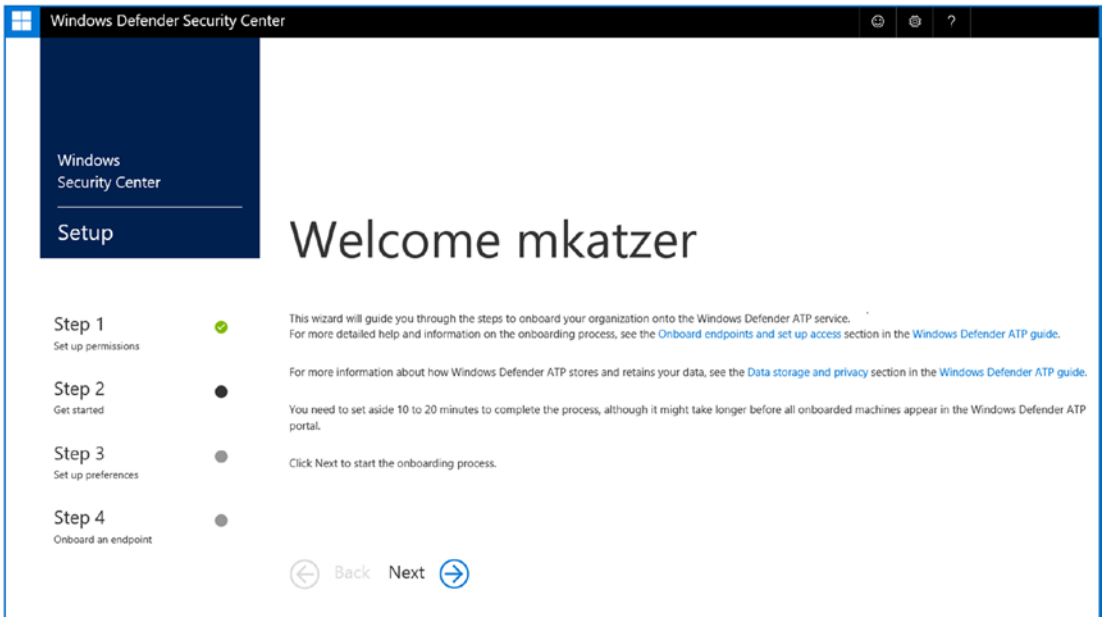 Windows Defender Security Center
?
Windows
Security Center
Setup
Welcome mkatzer
Step 1
Set up permissions
Step 2
Get started
Step 3
Set up preferences
Step 4
Onboard an endpoint
This wizard will guide you through the steps to onboard your organization onto the Windows Defender ATP service.
For more detailed help and information on the onboarding process, see the Onboard endpoints and set up access section in the Windows Defender ATP guide.
For more information about how Windows Defender ATP stores and retains your data, see the Data storage and privacy section in the Windows Defender ATP guide.
You need to set aside 10 to 20 minutes to complete the process, although it might take longer before all onboarded machines appear in the Windows Defender ATP
portal.
Click Next to start the onboarding process.
Back Next